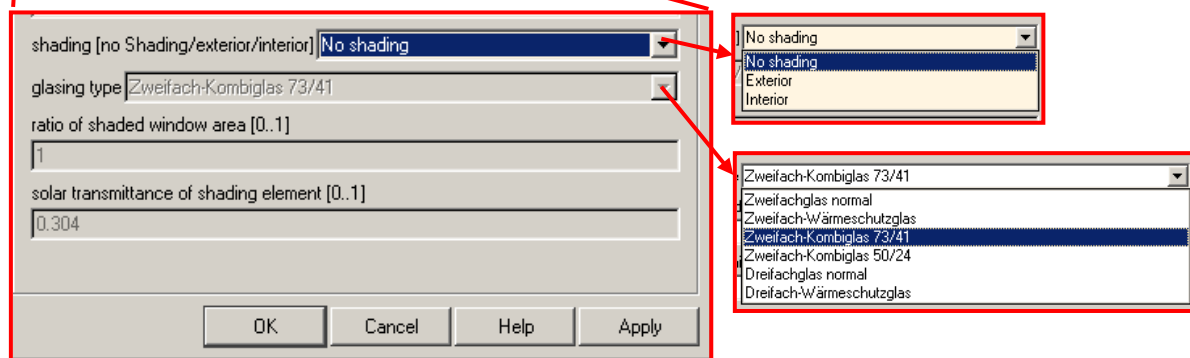 shading [no Shading/exterior/interior] No shading
glasing type Zweifach-Kombiglas 73/41
ratio of shaded window area [0..1]
1
solar transmittance of shading element [0..1]
0.304
OK Cancel Help Apply
] No shading
No shading
Exterior
Interior
Zweifach-Kombiglas 73/41
Zweifachglas normal
Zweifach-Wärmeschutzglas
Zweifach-Kombiglas 73/41
Zweifach-Kombiglas 50/24
Dreifachglas normal
Dreifach-Wärmeschutzglas